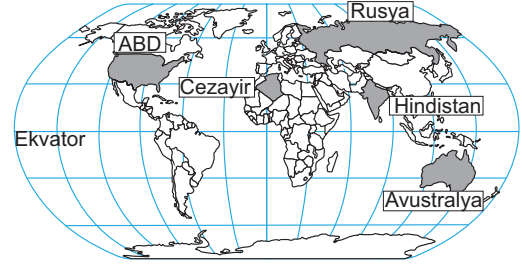 Rusya
ABD
Cezayir
Hindistan
Ekvator
Avustralya